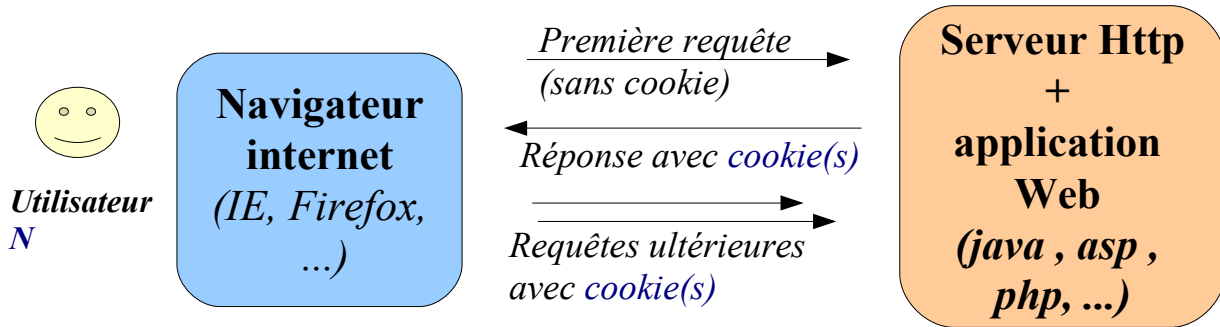 Utilisateur
N
Navigateur
internet
(IE, Firefox,
...)
Première requête
(sans cookie)
Réponse avec cookie(s)
Requêtes ultérieures
avec cookie(s)
Serveur Http
+
application
Web
(java , asp ,
php, ...)